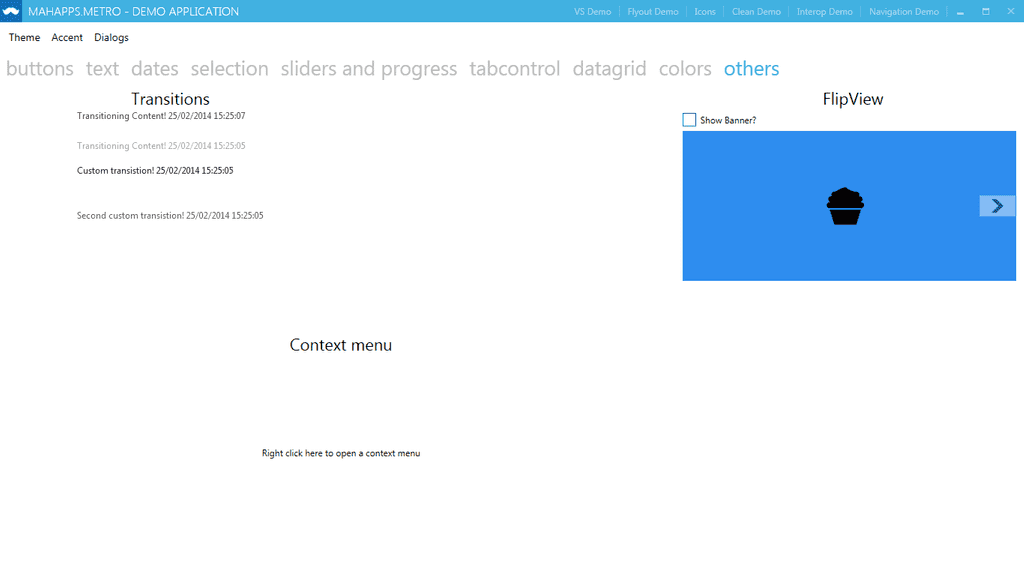 MAHAPPS.METRO - DEMO APPLICATION
VS Demo Flyout Demo Icons Clean Demo Interop Demo Navigation Demo
Theme Accent Dialogs
buttons text dates selection sliders and progress tabcontrol datagrid colors others
Transitions
Transitioning Content! 25/02/2014 15:25:07
Transitioning Content! 25/02/2014 15:25:05
Custom transistion! 25/02/2014 15:25:05
Second custom transistion! 25/02/2014 15:25:05
FlipView
Show Banner?
Context menu
Right click here to open a context menu